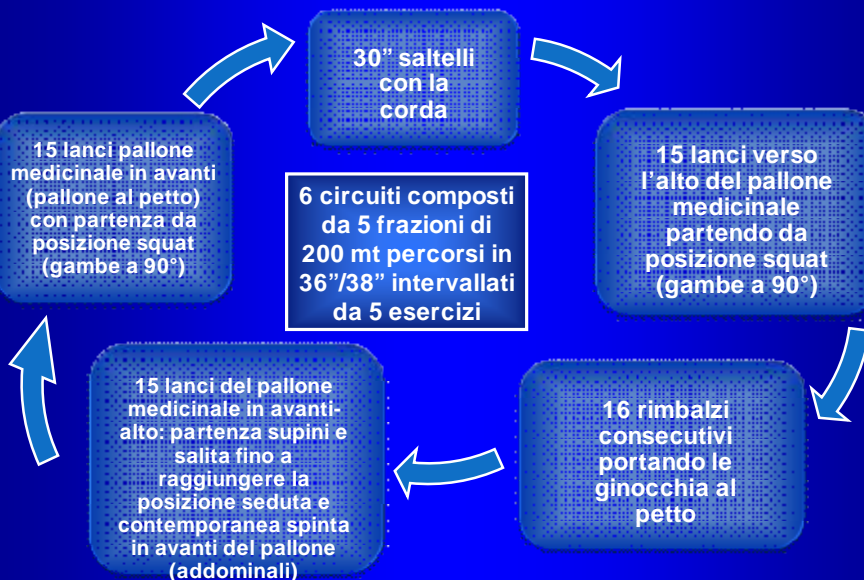 30” saltelli
con la
corda
15 lanci verso
l’alto del pallone
medicinale
partendo da
posizione squat
(gambe a 90°)
16 rimbalzi
consecutivi
portando le
ginocchia al
petto
15 lanci del pallone
medicinale in avanti-
alto: partenza supini e
salita fino a
raggiungere la
posizione seduta e
contemporanea spinta
in avanti del pallone
(addominali)
15 lanci pallone
medicinale in avanti
(pallone al petto)
con partenza da
posizione squat
(gambe a 90°)
6 circuiti composti
da 5 frazioni di
200 mt percorsi in
36”/38” intervallati
da 5 esercizi